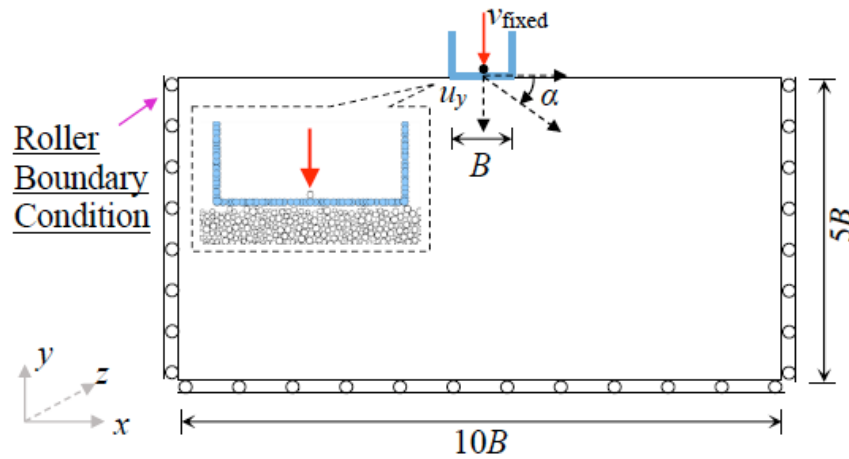 v_fixed
u_y
α
B
Roller
Boundary
Condition
5B
y
z
x
10B